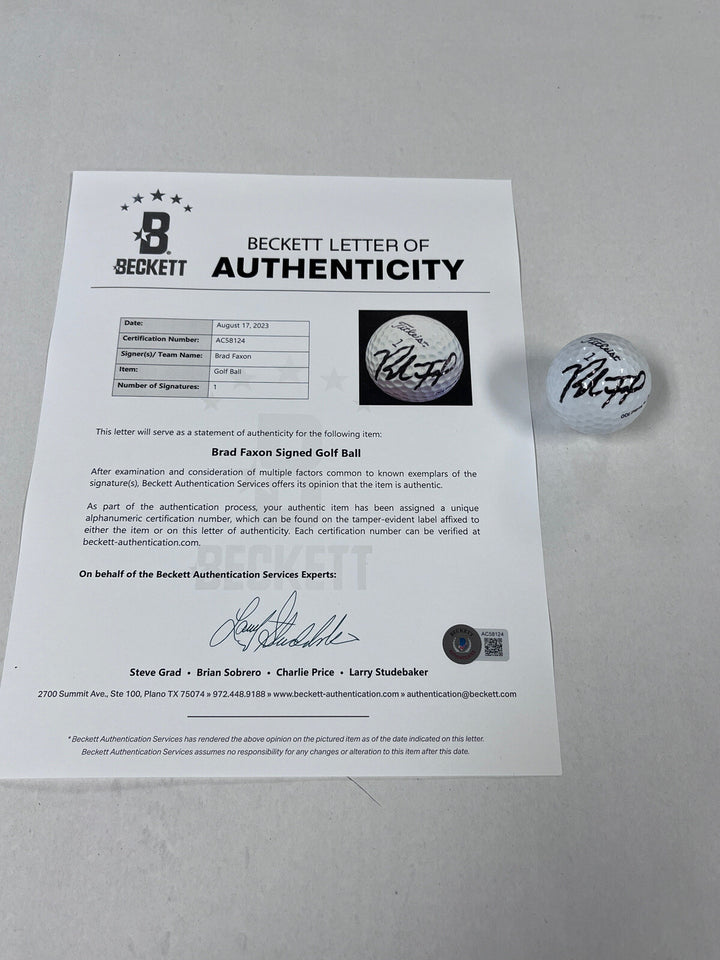 BECKETT
BECKETT LETTER OF
AUTHENTICITY
Date: August 17, 2023
Certification Number: AC58124
Signer(s)/ Team Name: Brad Faxon
Item: Golf Ball
Number of Signatures: 1
Titleist
1
Titleist
1
This letter will serve as a statement of authenticity for the following item:
Brad Faxon Signed Golf Ball
After examination and consideration of multiple factors common to known exemplars of the
signature(s), Beckett Authentication Services offers its opinion that the item is authentic.
As part of the authentication process, your authentic item has been assigned a unique
alphanumeric certification number, which can be found on the tamper-evident label affixed to
either the item or on this letter of authenticity. Each certification number can be verified at
beckett-authentication.com.
BECKETT
On behalf of the Beckett Authentication Services Experts:
Larry Studebaker
BECKETT
AC58124
Steve Grad • Brian Sobrero • Charlie Price • Larry Studebaker
2700 Summit Ave., Ste 100, Plano TX 75074 » 972.448.9188 » www.beckett-authentication.com » authentication@beckett.com
*Beckett Authentication Services has rendered the above opinion on the pictured item as of the date indicated on this letter.
Beckett Authentication Services assumes no responsibility for any changes or alteration to this item after this date.